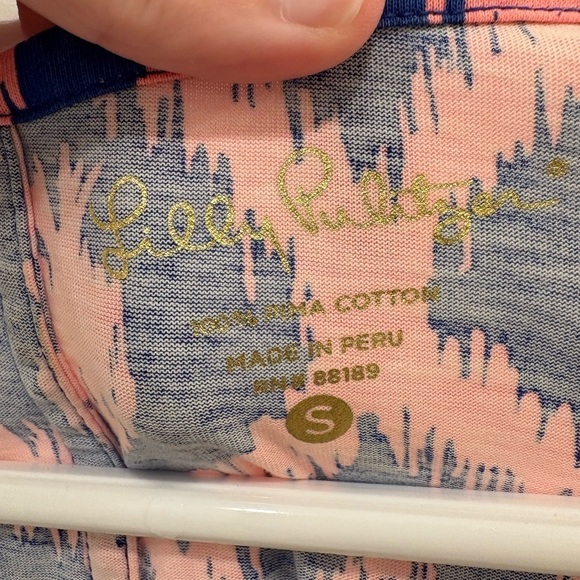 Lilly Pulitzer®
100% PIMA COTTON
MADE IN PERU
RN# 88189
S